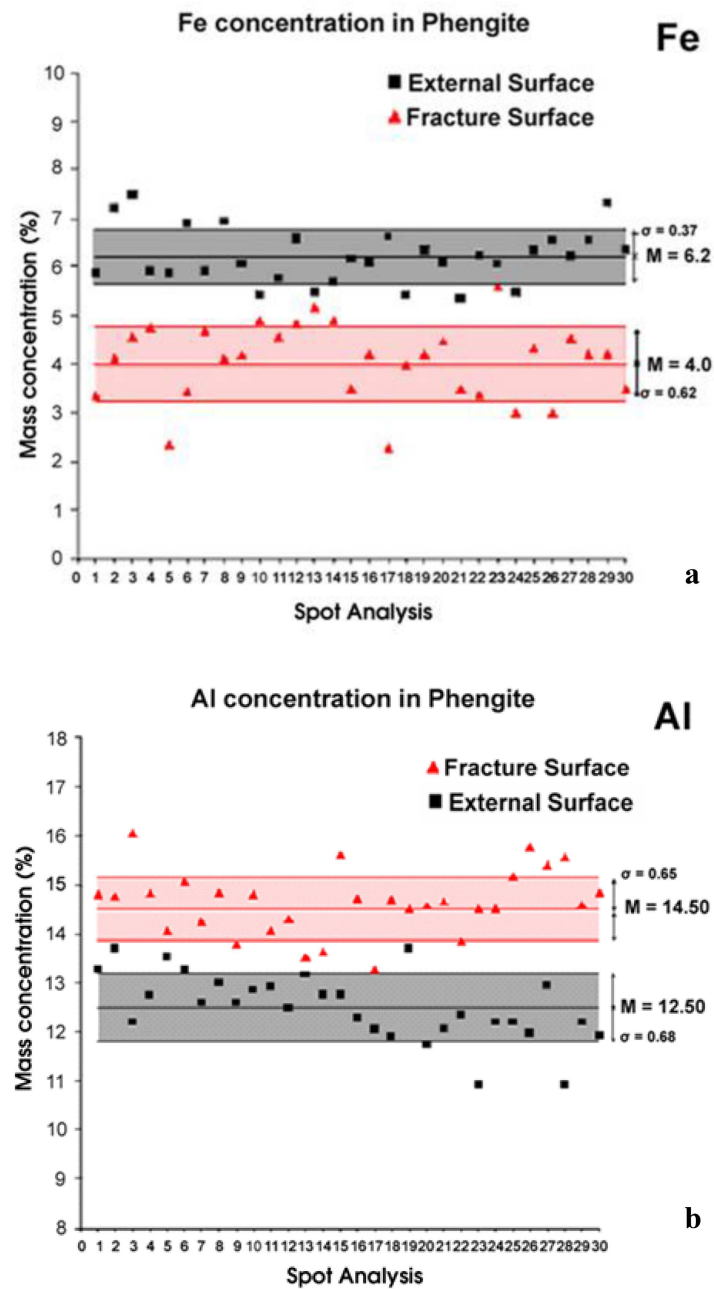 Fe concentration in Phengite
Fe
External Surface
Fracture Surface
Mass concentration (%)
10
9
8
7
6
5
4
3
2
1
0
σ = 0.37
M = 6.2
M = 4.0
σ = 0.62
0 1 2 3 4 5 6 7 8 9 10 11 12 13 14 15 16 17 18 19 20 21 22 23 24 25 26 27 28 29 30
Spot Analysis
a
Al concentration in Phengite
Al
Fracture Surface
External Surface
Mass concentration (%)
18
17
16
15
14
13
12
11
10
9
8
σ = 0.65
M = 14.50
M = 12.50
σ = 0.68
0 1 2 3 4 5 6 7 8 9 10 11 12 13 14 15 16 17 18 19 20 21 22 23 24 25 26 27 28 29 30
Spot Analysis
b